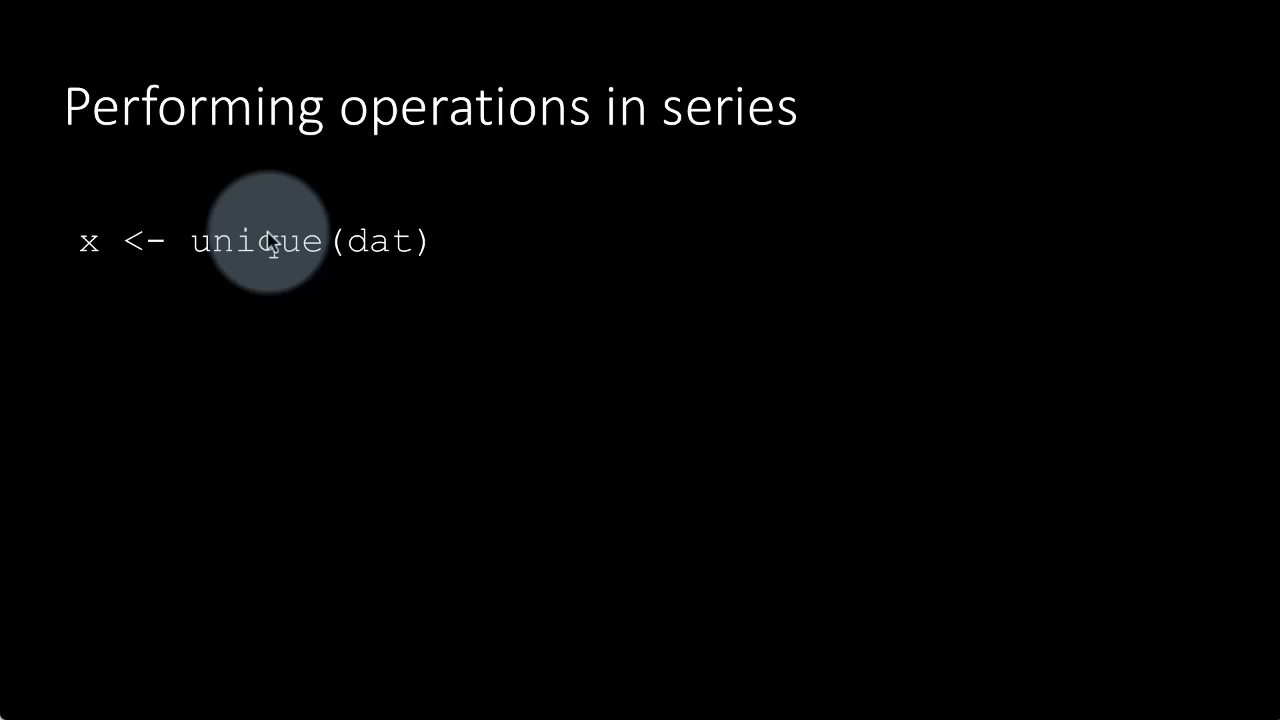 Performing operations in series
x <- unique(dat)